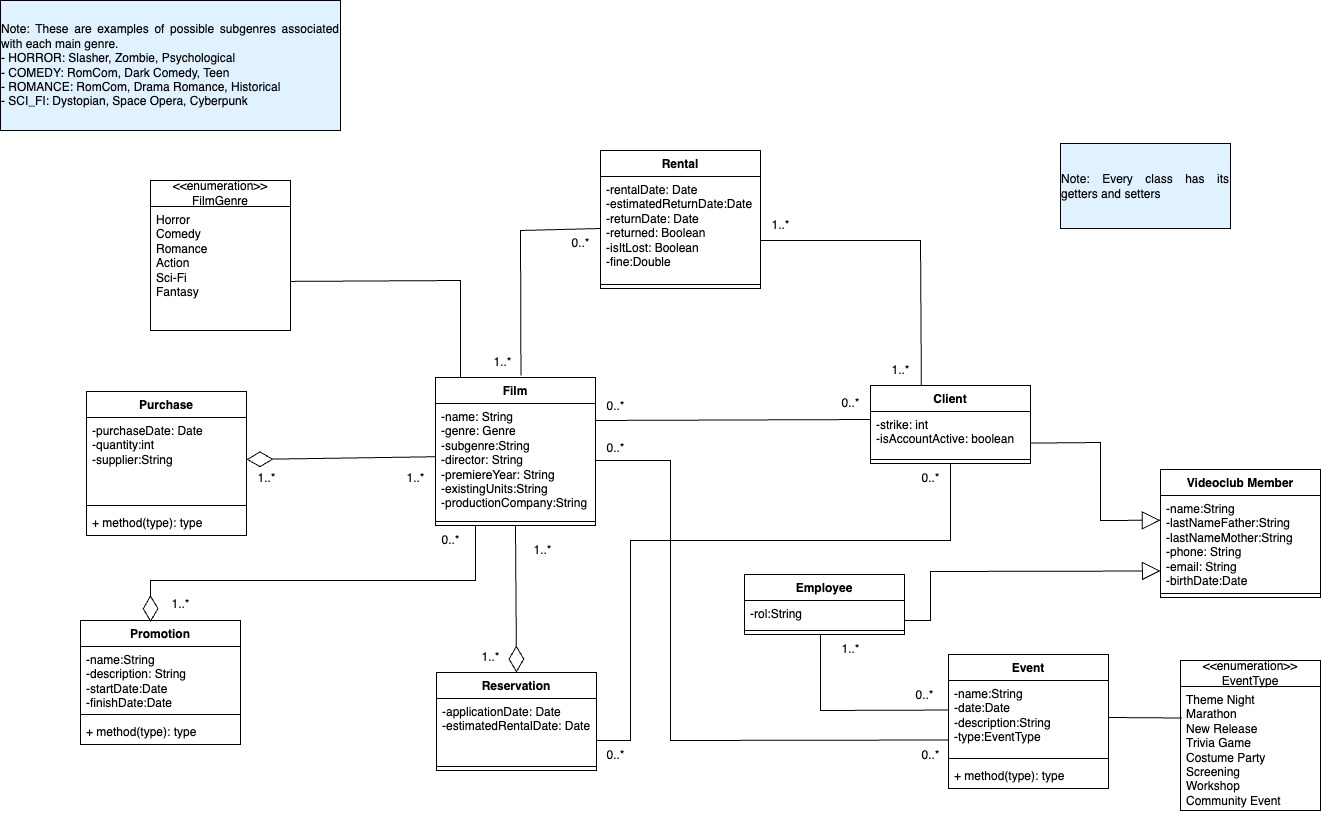 Note: These are examples of possible subgenres associated
with each main genre.
- HORROR: Slasher, Zombie, Psychological
- COMEDY: RomCom, Dark Comedy, Teen
- ROMANCE: RomCom, Drama Romance, Historical
- SCI_FI: Dystopian, Space Opera, Cyberpunk
Note: Every class has its
getters and setters
Rental
-rentalDate: Date
-estimatedReturnDate:Date
-returnDate: Date
-returned: Boolean
-isItLost: Boolean
-fine:Double
0..*
1..*
<<enumeration>>
FilmGenre
Horror
Comedy
Romance
Action
Sci-Fi
Fantasy
1..*
1..*
Purchase
-purchaseDate: Date
-quantity:int
-supplier:String
+ method(type): type
1..*
1..*
Film
-name: String
-genre: Genre
-subgenre:String
-director: String
-premiereYear: String
-existingUnits:String
-productionCompany:String
0..*
0..*
0..*
Client
-strike: int
-isAccountActive: boolean
0..*
Videoclub Member
-name:String
-lastNameFather:String
-lastNameMother:String
-phone: String
-email: String
-birthDate:Date
0..*
1..*
1..*
Promotion
-name:String
-description: String
-startDate:Date
-finishDate:Date
+ method(type): type
1..*
Reservation
-applicationDate: Date
-estimatedRentalDate: Date
0..*
Employee
-rol:String
1..*
0..*
0..*
Event
-name:String
-date:Date
-description:String
-type:EventType
+ method(type): type
<<enumeration>>
EventType
Theme Night
Marathon
New Release
Trivia Game
Costume Party
Screening
Workshop
Community Event